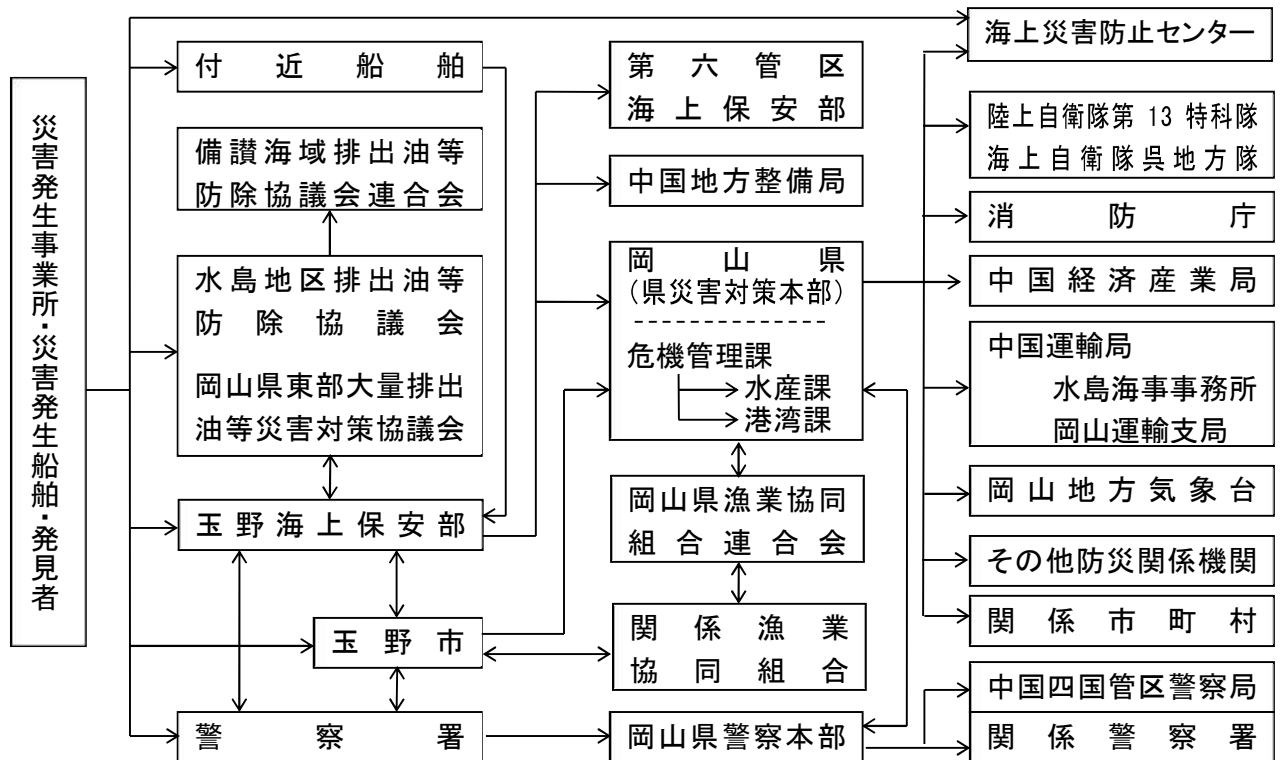 災害発生事業所・災害発生船舶・発見者
付近船舶
備讃海域排出油等
防除協議会連合会
水島地区排出油等
防除協議会
岡山県東部大量排出
油等災害対策協議会
玉野海上保安部
玉野市
警察署
第六管区
海上保安部
中国地方整備局
岡山県
(県災害対策本部)
危機管理課
水産課
港湾課
岡山県漁業協同
組合連合会
関係漁業
協同組合
岡山県警察本部
海上災害防止センター
陸上自衛隊第 13 特科隊
海上自衛隊呉地方隊
消防庁
中国経済産業局
中国運輸局
水島海事事務所
岡山運輸支局
岡山地方気象台
その他防災関係機関
関係市町村
中国四国管区警察局
関係警察署